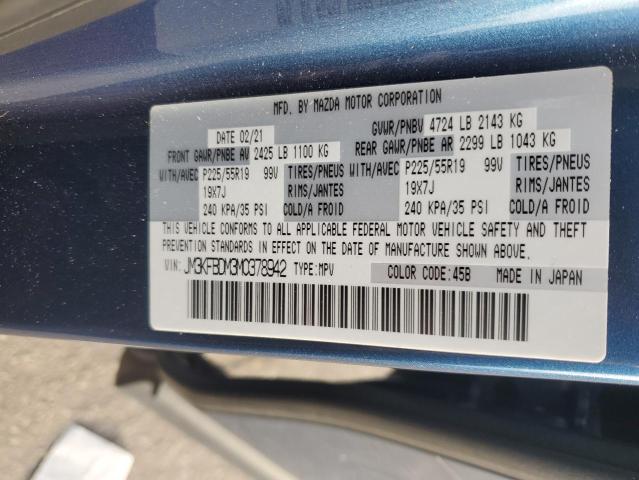 MFD. BY MAZDA MOTOR CORPORATION
DATE 02/21 GVWR/PNBV 4724 LB 2143 KG
FRONT GAWR/PNBE AV 2425 LB 1100 KG REAR GAWR/PNBE AR 2299 LB 1043 KG
WITH/AVEC P225/55R19 99V TIRES/PNEUS WITH/AVEC P225/55R19 99V TIRES/PNEUS
19X7J RIMS/JANTES 19X7J RIMS/JANTES
240 KPA/35 PSI COLD/A FROID 240 KPA/35 PSI COLD/A FROID
THIS VEHICLE CONFORMS TO ALL APPLICABLE FEDERAL MOTOR VEHICLE SAFETY AND THEFT
PREVENTION STANDARDS IN EFFECT ON THE DATE OF MANUFACTURE SHOWN ABOVE.
VIN: JM3KFBDM3M0378942 TYPE: MPV COLOR CODE: 45B MADE IN JAPAN